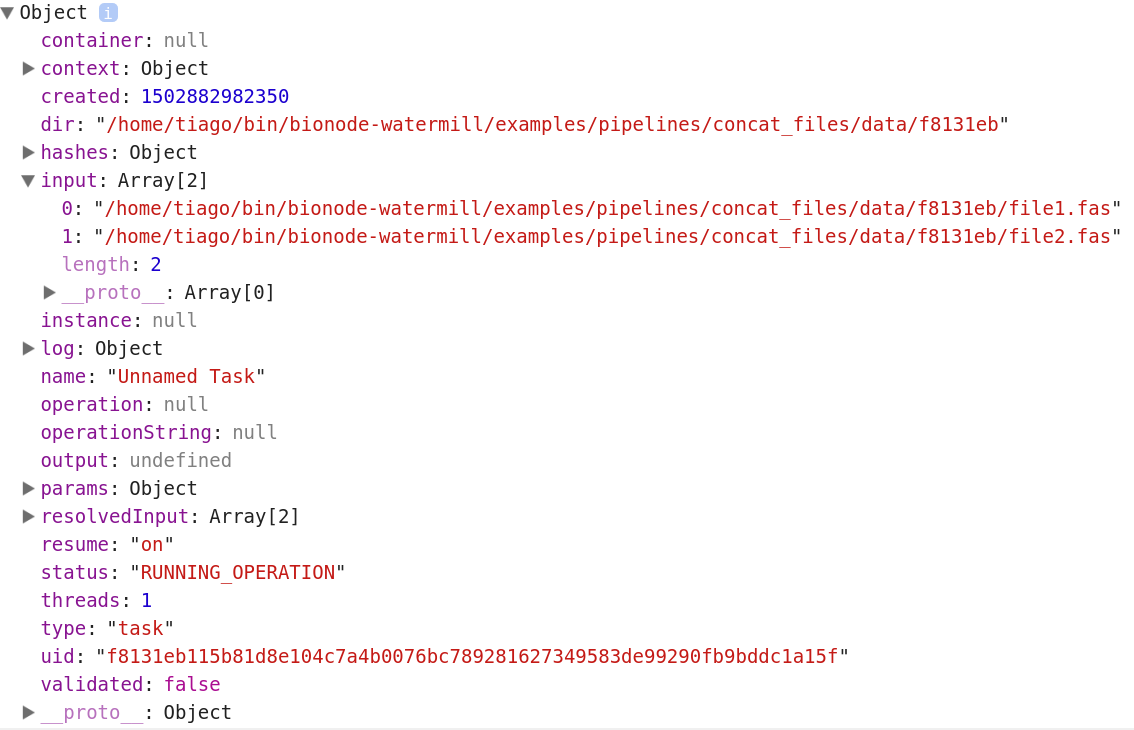 Object i
container: null
context: Object
created: 1502882982350
dir: "/home/tiago/bin/bionode-watermill/examples/pipelines/concat_files/data/f8131eb"
hashes: Object
input: Array[2]
0: "/home/tiago/bin/bionode-watermill/examples/pipelines/concat_files/data/f8131eb/file1.fas"
1: "/home/tiago/bin/bionode-watermill/examples/pipelines/concat_files/data/f8131eb/file2.fas"
length: 2
__proto__: Array[0]
instance: null
log: Object
name: "Unnamed Task"
operation: null
operationString: null
output: undefined
params: Object
resolvedInput: Array[2]
resume: "on"
status: "RUNNING_OPERATION"
threads: 1
type: "task"
uid: "f8131eb115b81d8e104c7a4b0076bc789281627349583de99290fb9bddc1a15f"
validated: false
__proto__: Object